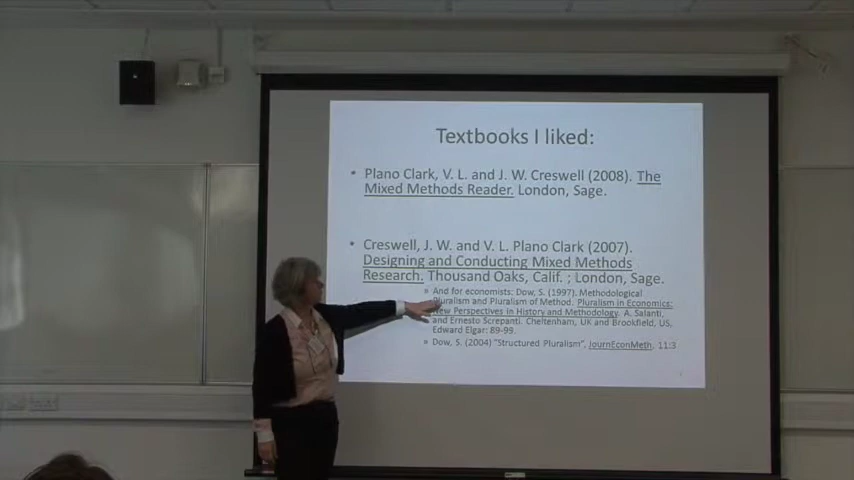 Textbooks I liked:
• Plano Clark, V. L. and J. W. Creswell (2008). The
Mixed Methods Reader. London, Sage.
• Creswell, J. W. and V. L. Plano Clark (2007).
Designing and Conducting Mixed Methods
Research. Thousand Oaks, Calif. ; London, Sage.
» And for economists: Dow, S. (1997). Methodological
Pluralism and Pluralism of Method. Pluralism in Economics:
New Perspectives in History and Methodology. A. Salanti,
and Ernesto Screpanti. Cheltenham, UK and Brookfield, US,
Edward Elgar: 89-99.
» Dow, S. (2004) "Structured Pluralism", JournEconMeth. 11:3